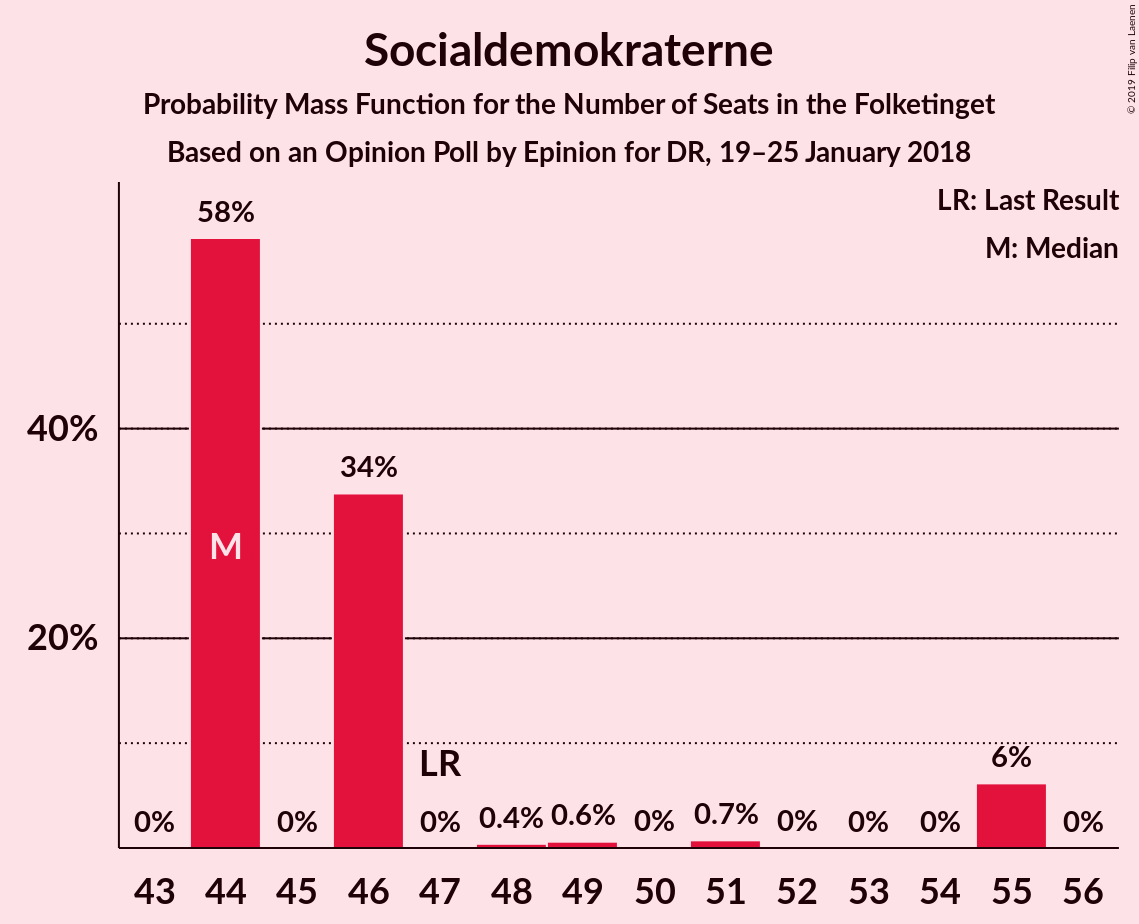 Socialdemokraterne
Probability Mass Function for the Number of Seats in the Folketinget
Based on an Opinion Poll by Epinion for DR, 19–25 January 2018
© 2019 Filip van Laenen
LR: Last Result
M: Median
58%
40%
34%
M
20%
LR
6%
0%
0%
0%
0.4%
0.6%
0%
0.7%
0%
0%
0%
0%
43 44 45 46 47 48 49 50 51 52 53 54 55 56